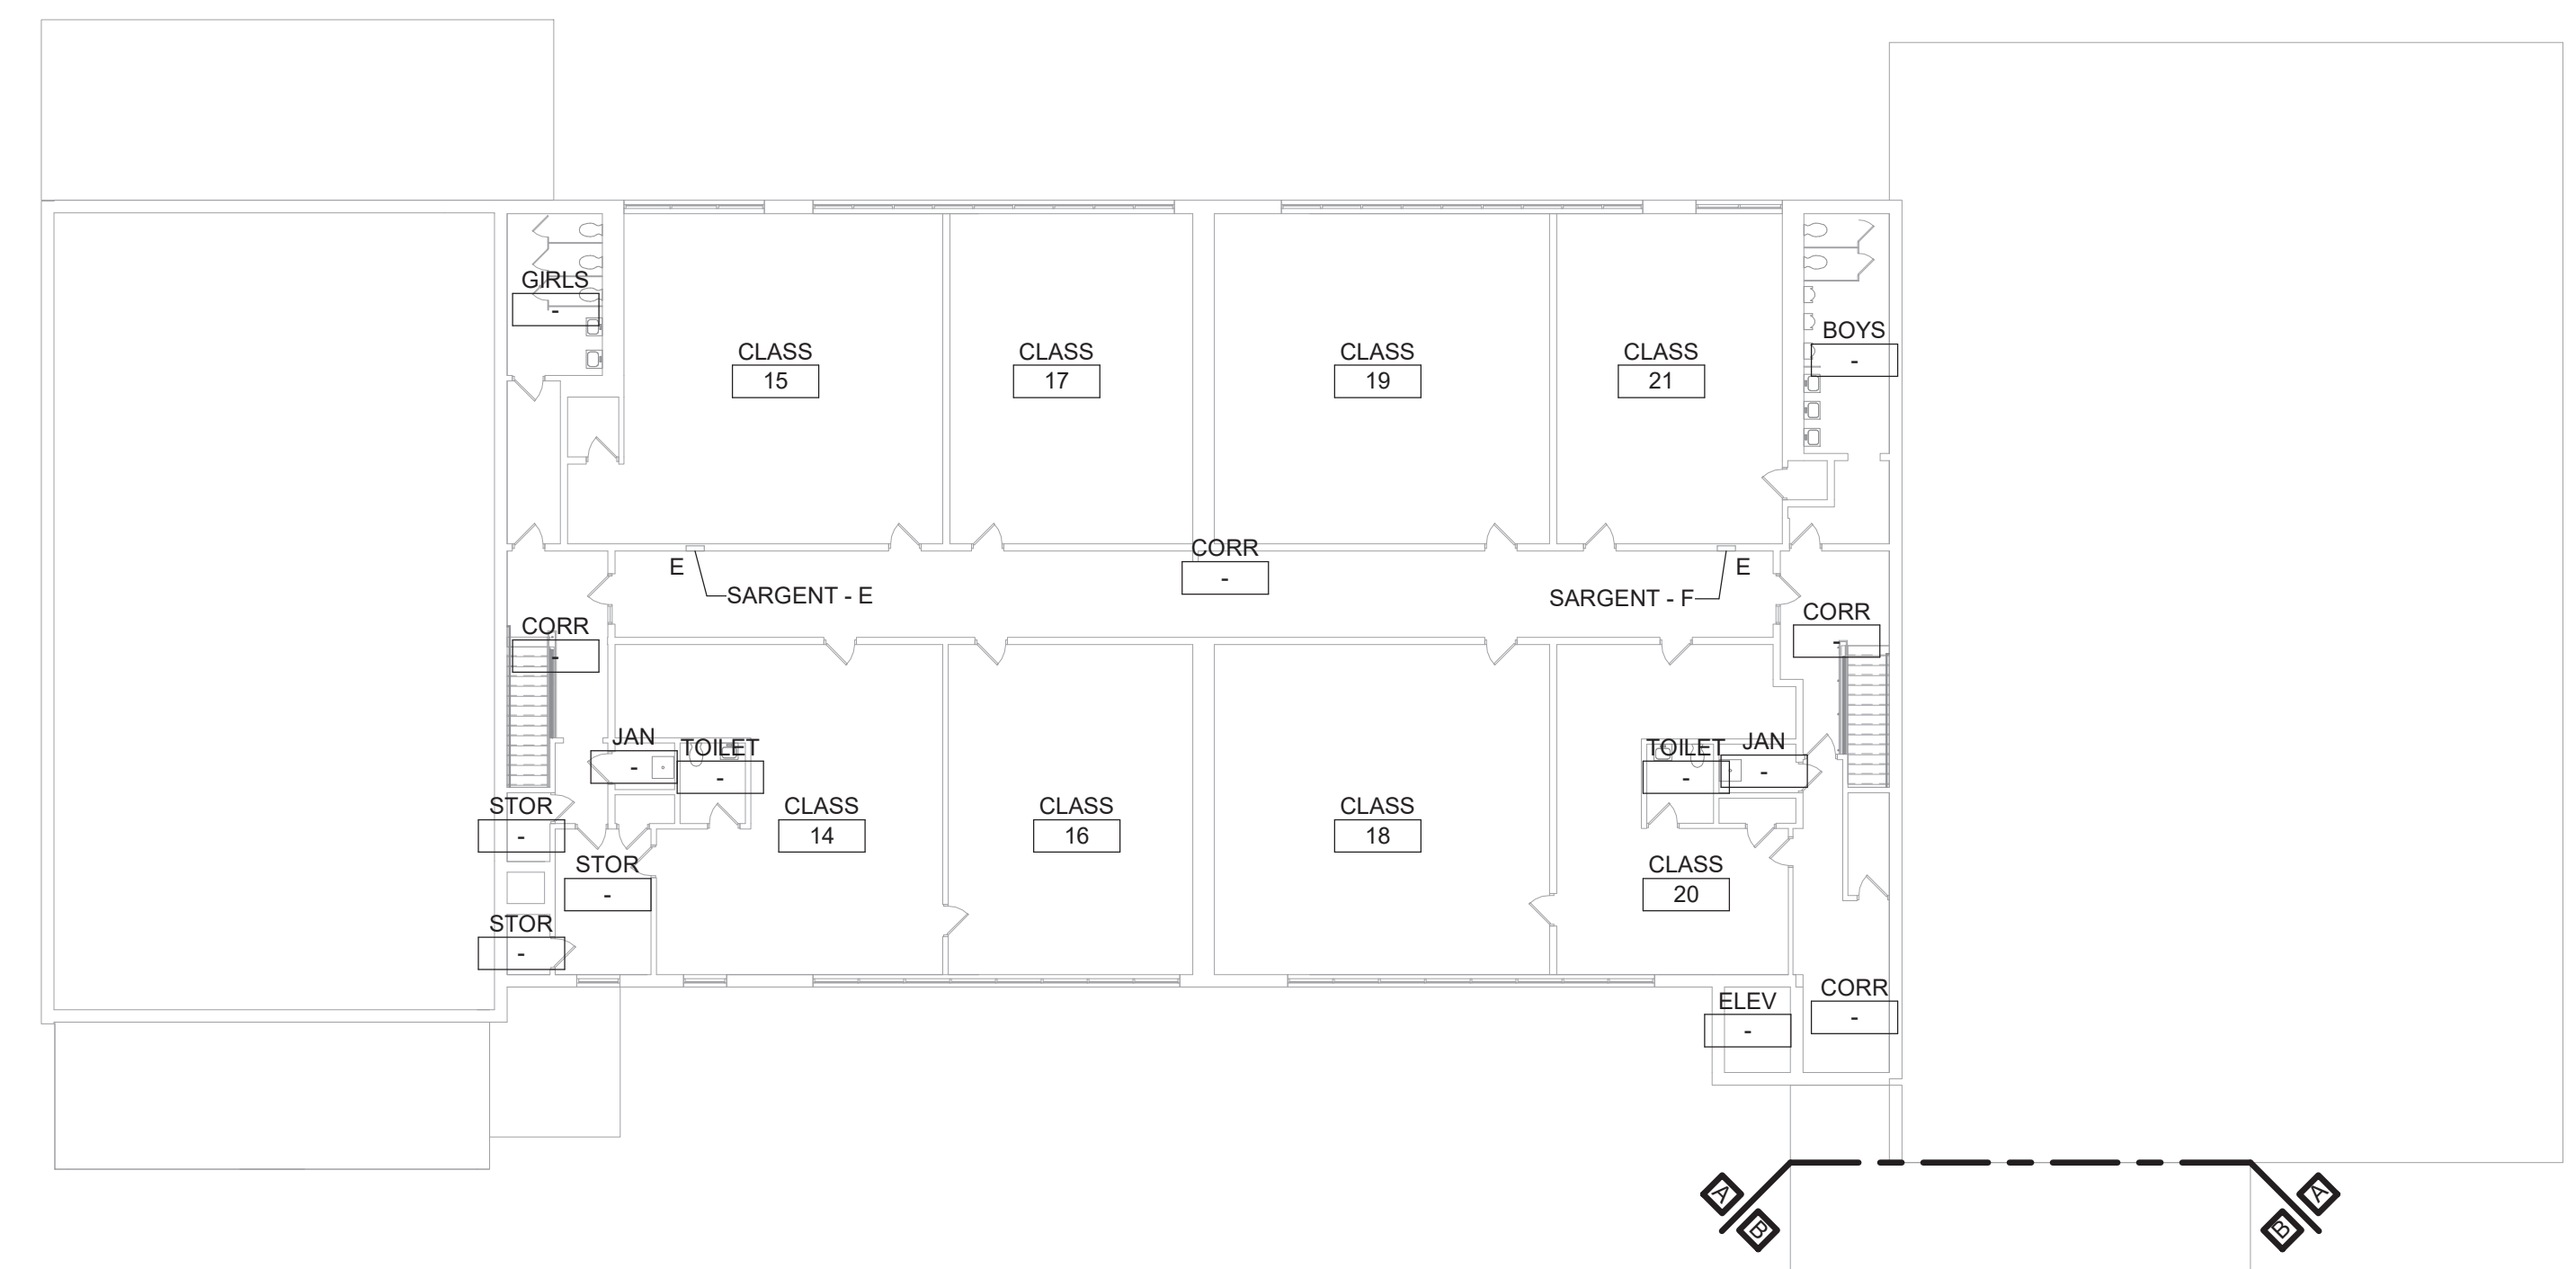 GIRLS
-
CLASS
15
CLASS
17
CLASS
19
CLASS
21
BOYS
-
E
SARGENT - E
CORR
-
SARGENT - F
E
CORR
-
CORR
-
JAN
-
TOILET
-
TOILET
-
JAN
-
STOR
-
CLASS
14
CLASS
16
CLASS
18
STOR
-
CLASS
20
STOR
-
ELEV
-
CORR
-
A
B
A
B